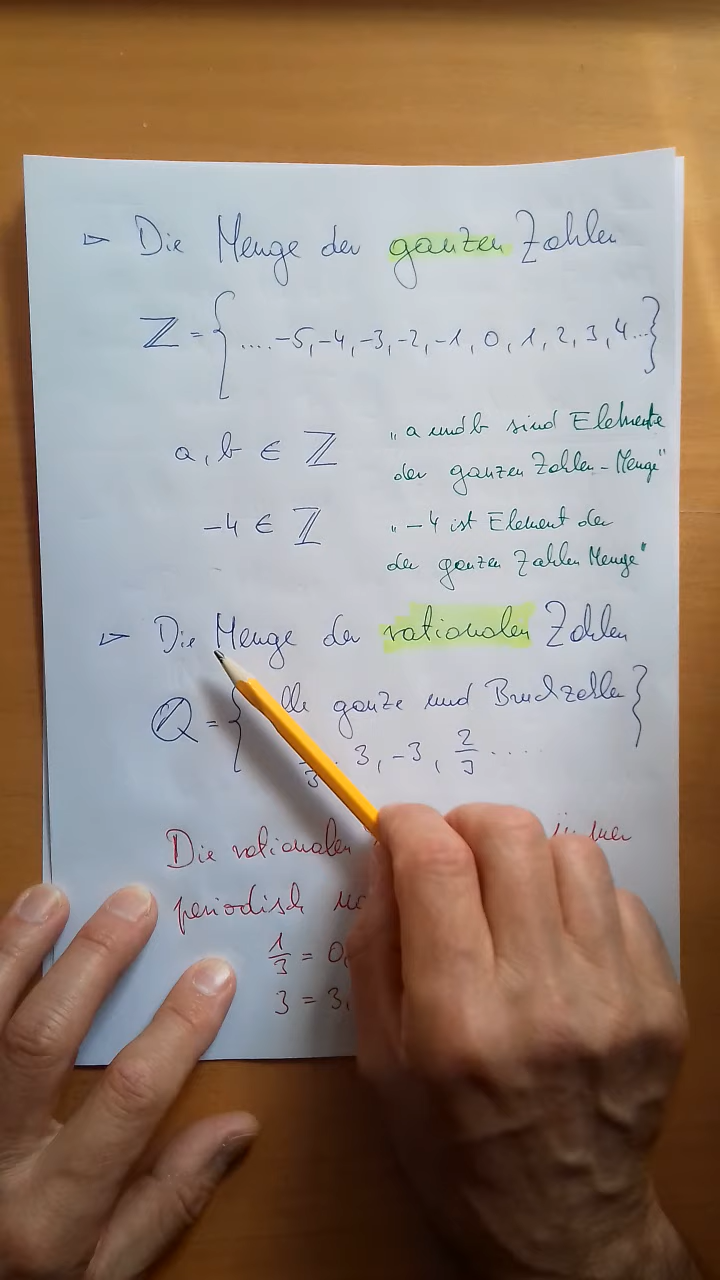 ▻ Die Menge der ganzen Zahlen
ℤ = { .... -5, -4, -3, -2, -1, 0, 1, 2, 3, 4... }
a, b ∈ ℤ „a und b sind Elemente
der ganzen Zahlen-Menge"
-4 ∈ ℤ „-4 ist Element der
der ganzen Zahlen Menge"
▻ Die Menge der rationalen Zahlen
ℚ = { ganze und Bruchzahlen }
3, -3, 2/3 ....
Die rationalen
periodisch
1/3 = 0,
3 = 3,